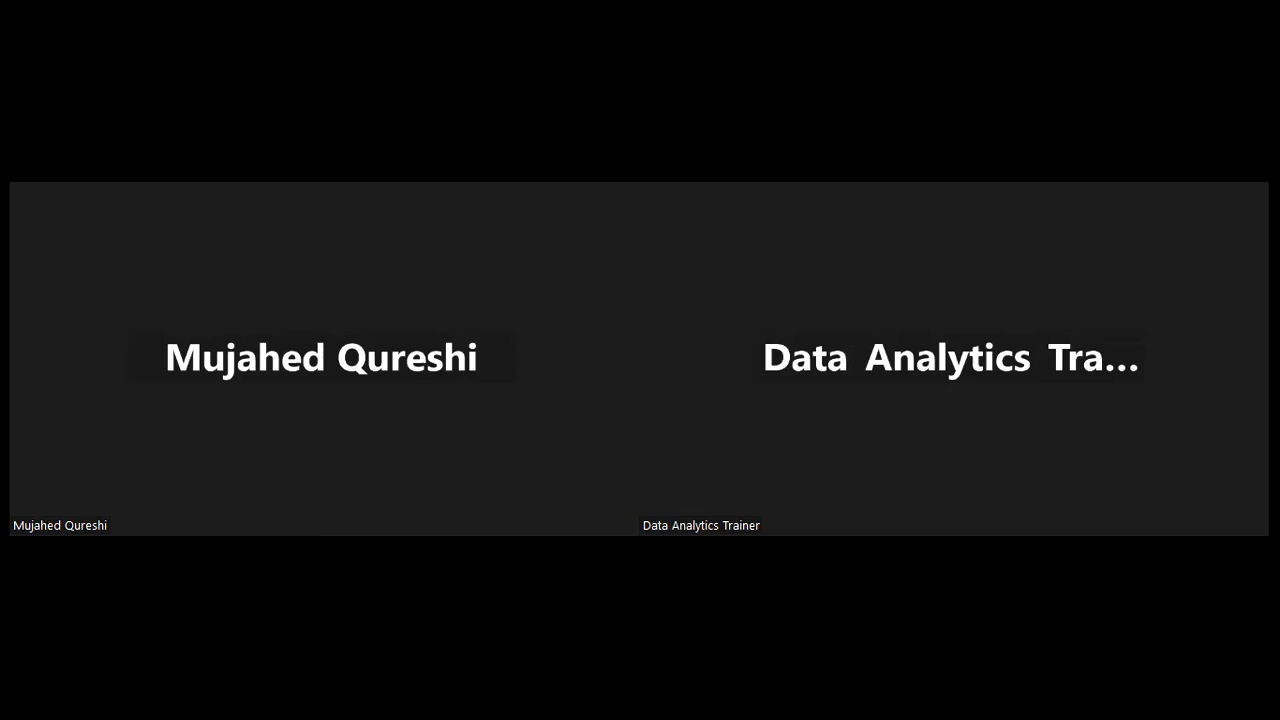 Mujahed Qureshi
Data Analytics Tra...
Mujahed Qureshi
Data Analytics Trainer